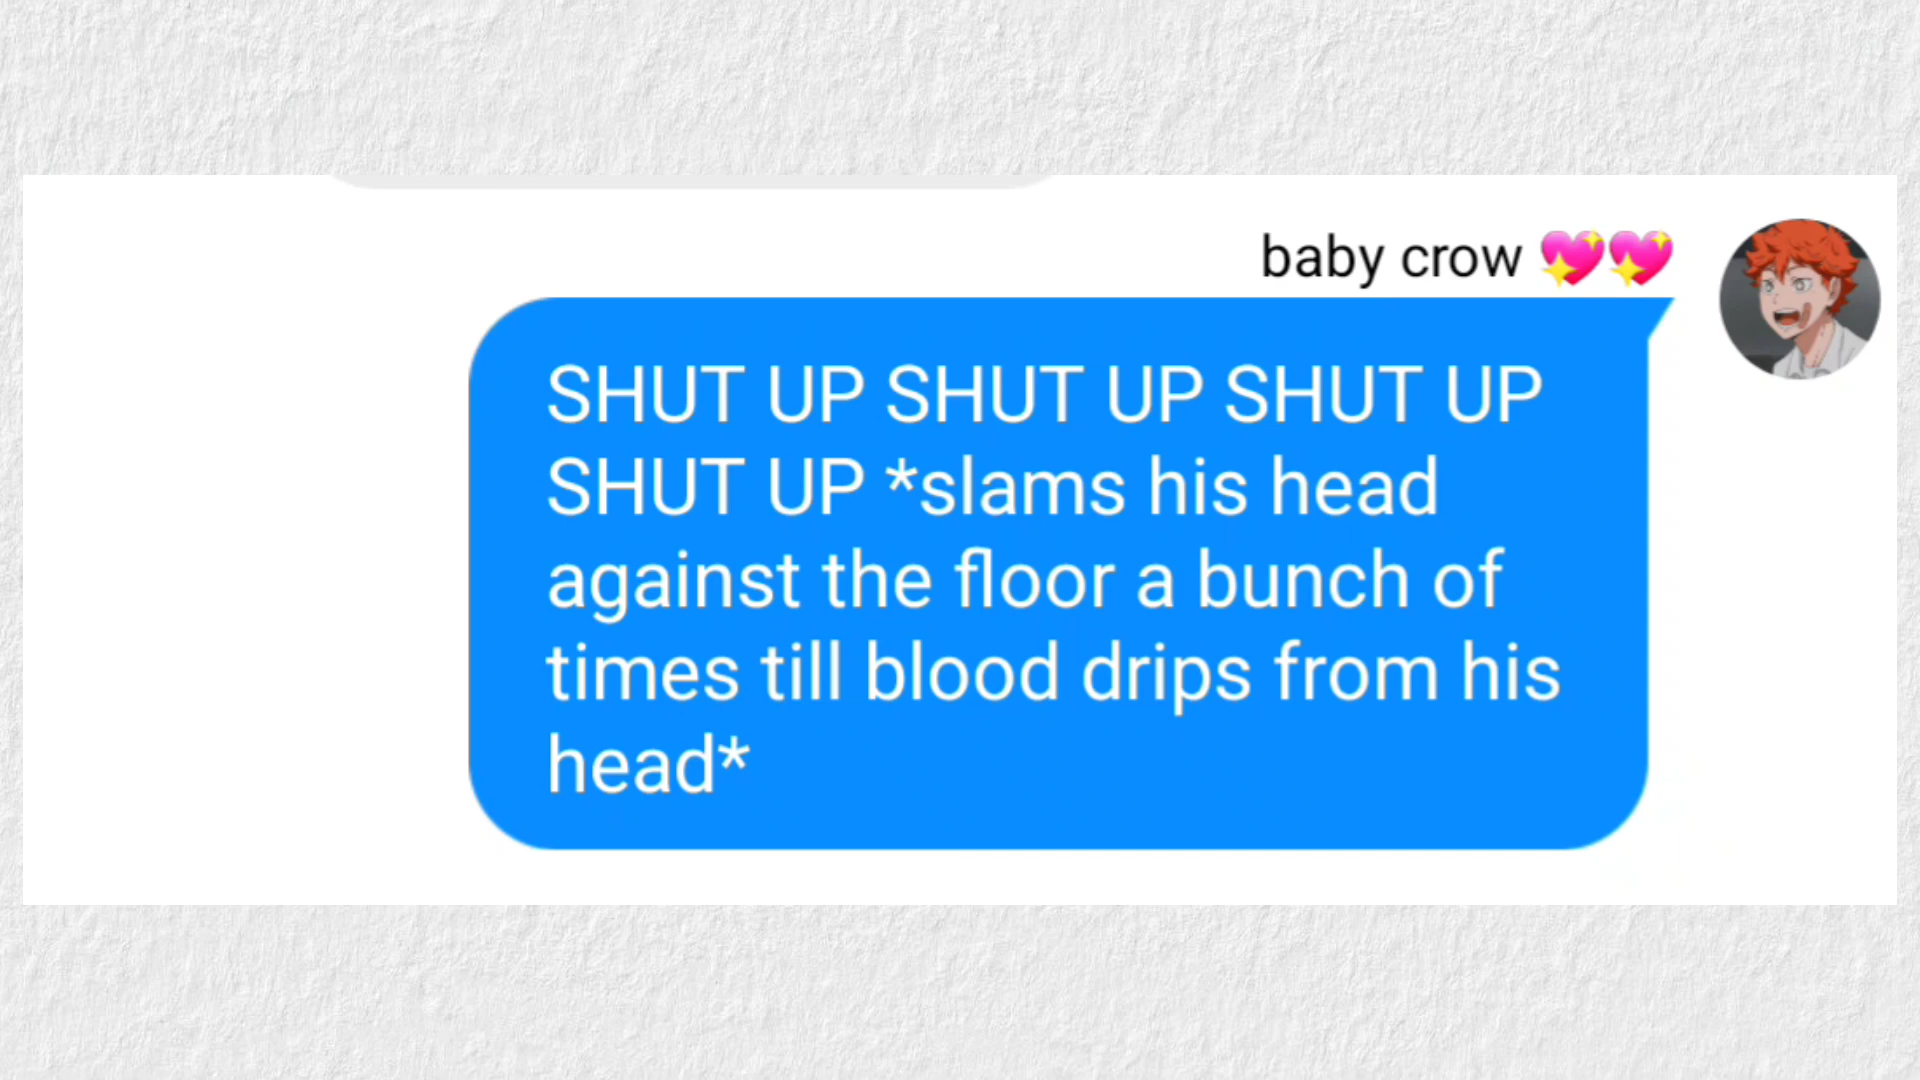 baby crow 💖💖
SHUT UP SHUT UP SHUT UP
SHUT UP *slams his head
against the floor a bunch of
times till blood drips from his
head*